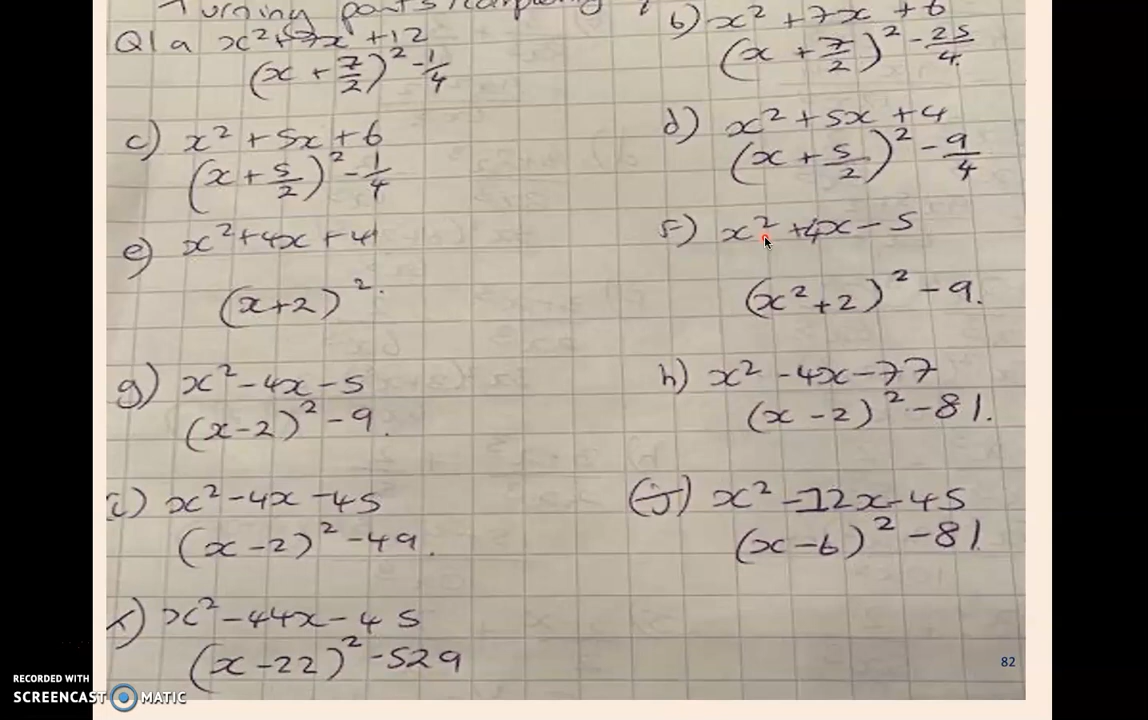 Turning points/completing
Q1 a x²+7x +12
(x + 7/2)² - 1/4
b) x² +7x +6
(x + 7/2)² - 25/4.
c) x² + 5x + 6
(x + 5/2)² - 1/4
d) x² + 5x + 4
(x + 5/2)² - 9/4
e) x²+4x +4
(x+2)².
f) x² +4x - 5
(x²+2)² - 9.
g) x² - 4x - 5
(x-2)² - 9.
h) x² -4x-77
(x -2)² -81.
i) x² -4x -45
(x -2)² -49.
(j) x² -12x-45
(x-6)² -81.
k) x² -44x - 45
(x-22)² -529
82
RECORDED WITH
SCREENCAST MATIC